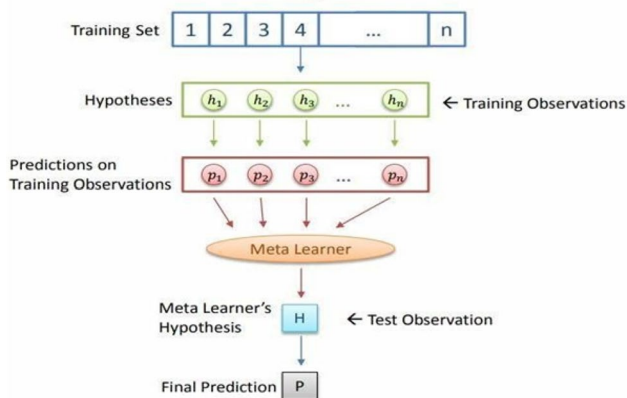 Training Set 1 2 3 4 ... n
Hypotheses h₁ h₂ h₃ ... hₙ ← Training Observations
Predictions on
Training Observations p₁ p₂ p₃ ... pₙ
Meta Learner
Meta Learner's
Hypothesis H ← Test Observation
Final Prediction P